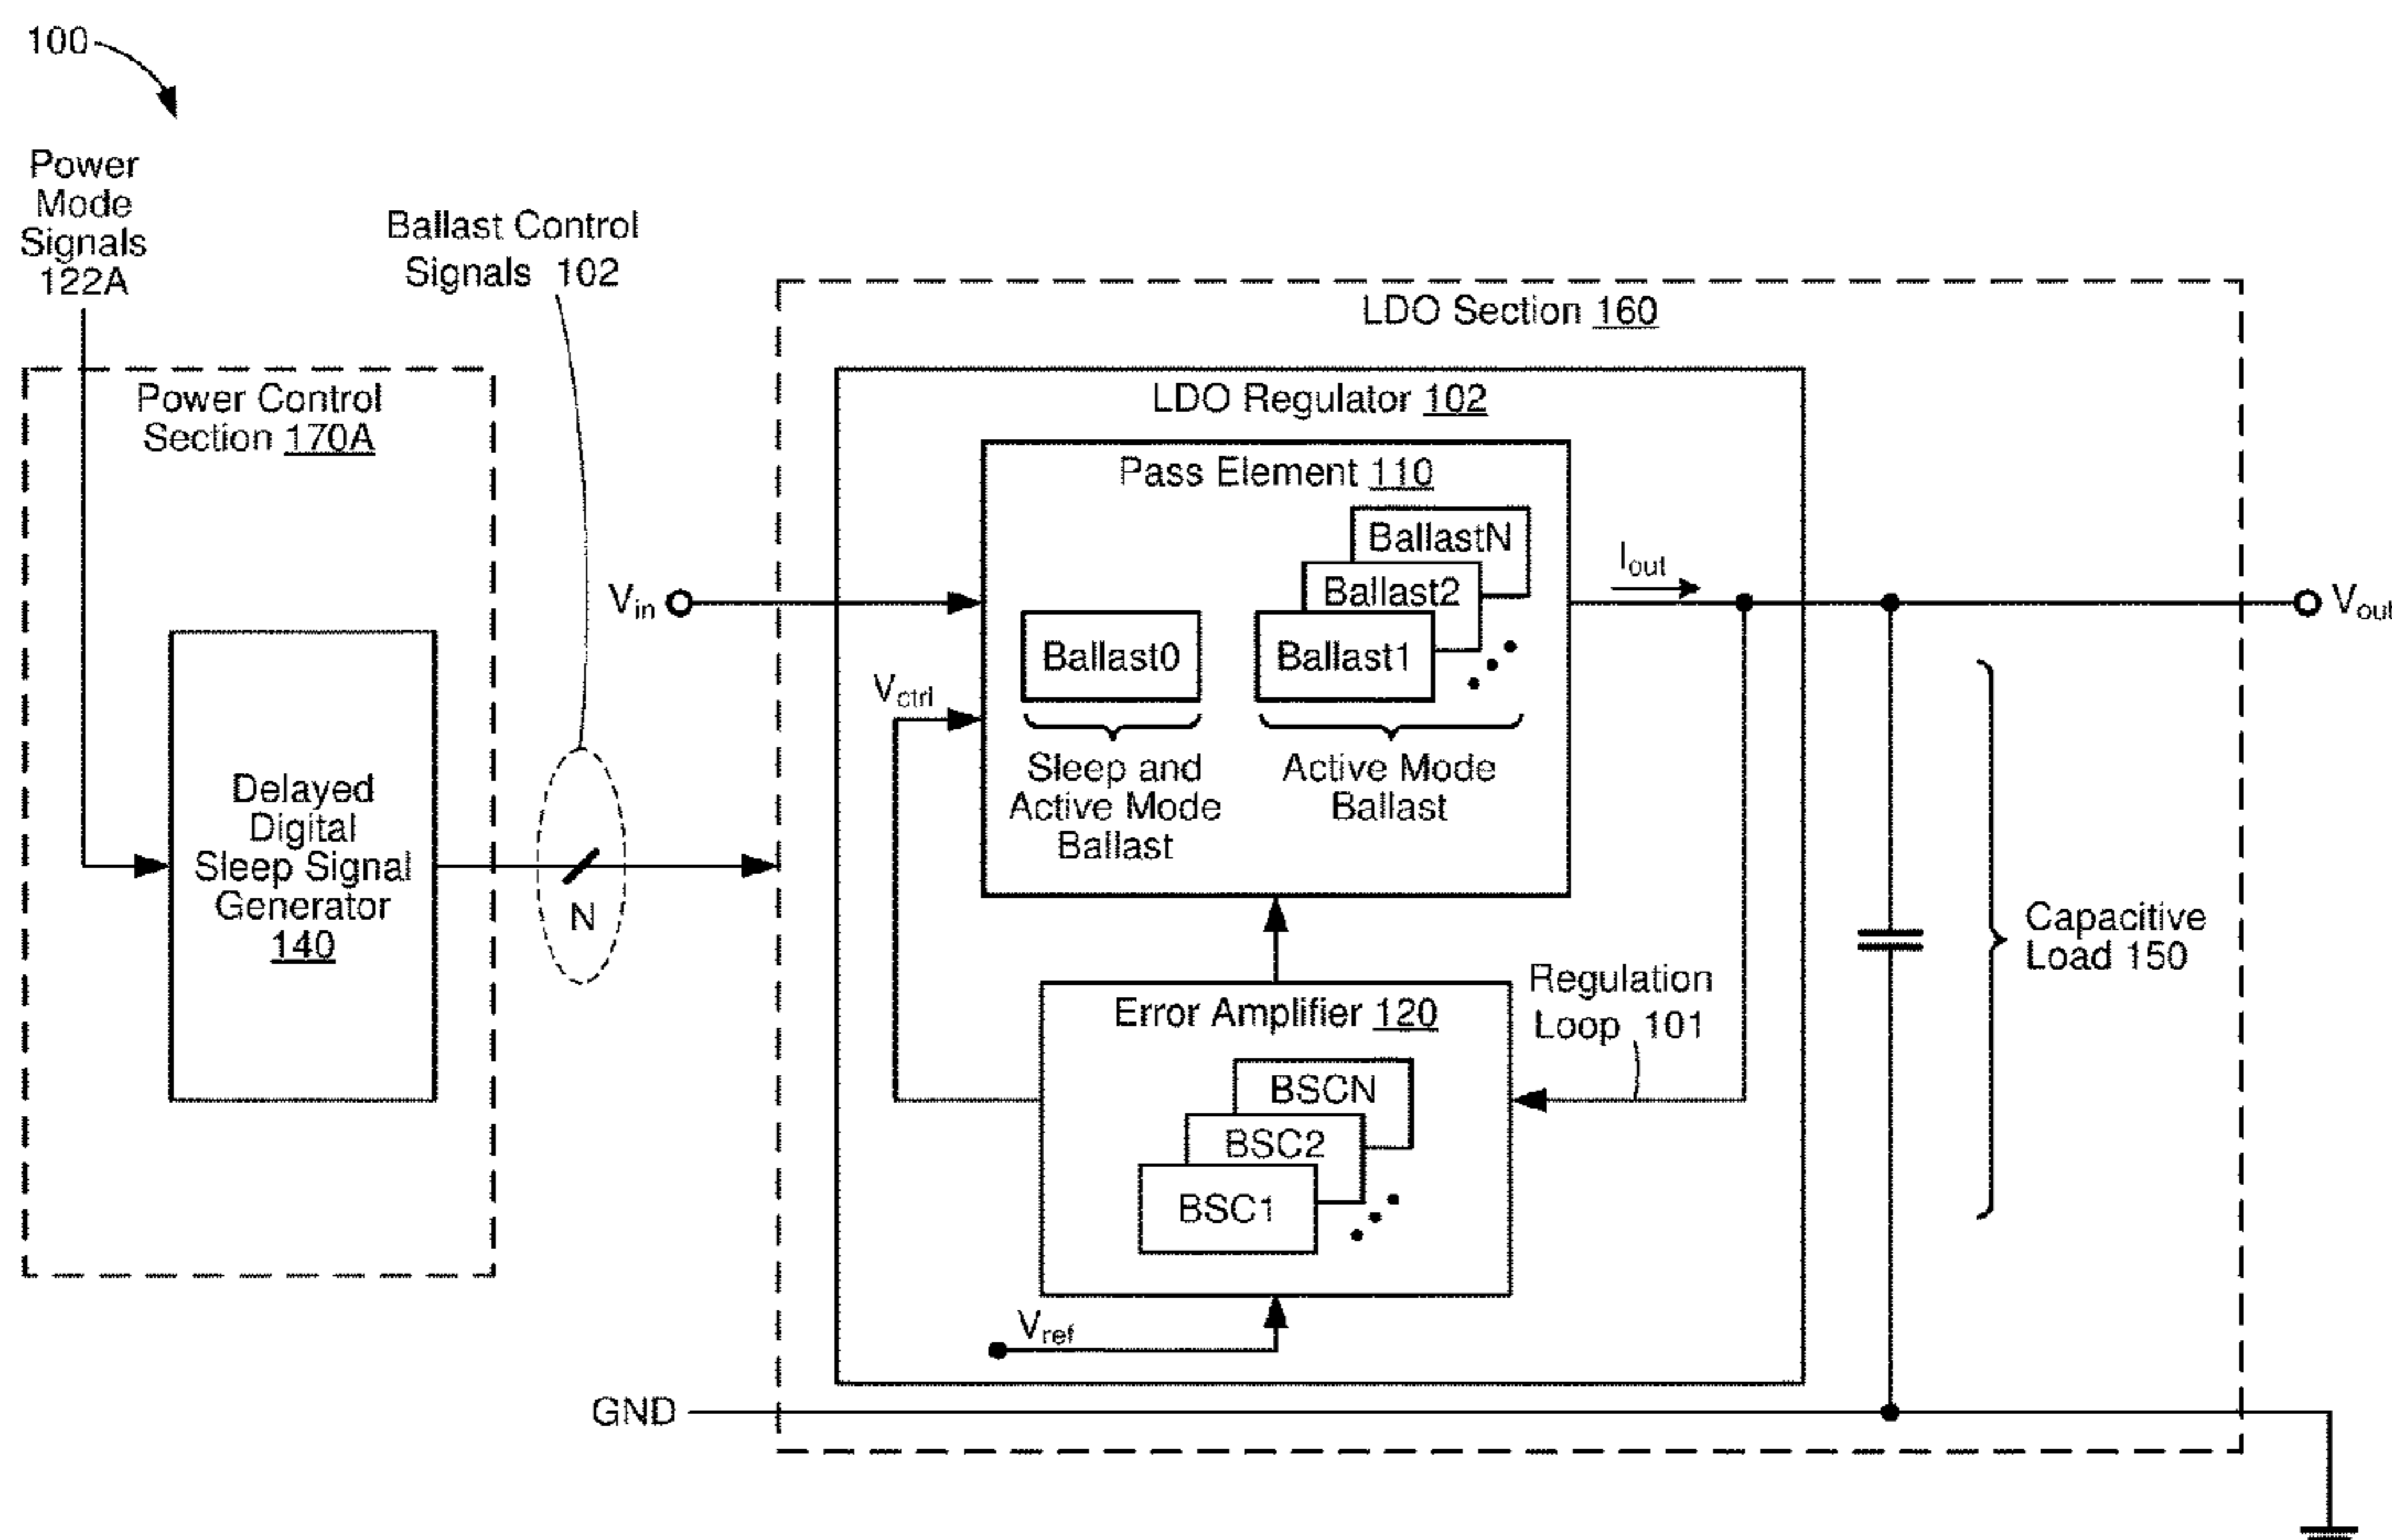 100
Power
Mode
Signals
122A
Ballast Control
Signals 102
LDO Section 160
Power Control
Section 170A
LDO Regulator 102
Pass Element 110
BallastN
Ballast2
Ballast1
Ballast0
Vin
Vctrl
Iout
Vout
Sleep and
Active Mode
Ballast
Active Mode
Ballast
Delayed
Digital
Sleep Signal
Generator
140
N
Capacitive
Load 150
Regulation
Loop 101
Error Amplifier 120
BSCN
BSC2
BSC1
Vref
GND